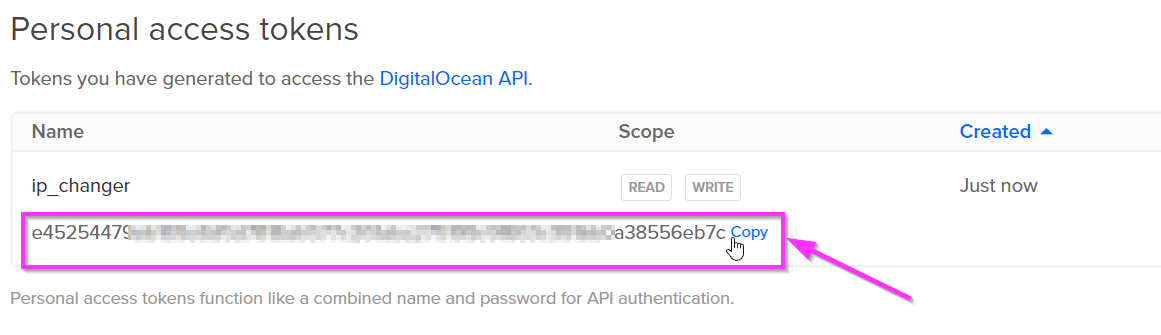 Personal access tokens
Tokens you have generated to access the DigitalOcean API.
Name Scope Created
ip_changer READ WRITE Just now
e45254479 a38556eb7c Copy
Personal access tokens function like a combined name and password for API authentication.